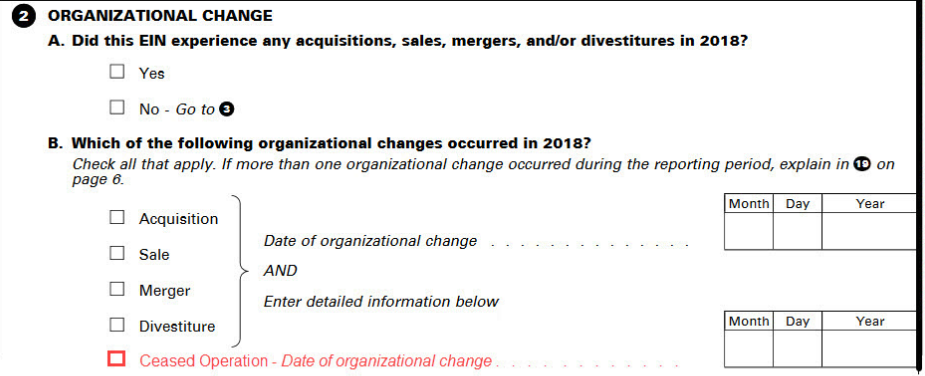 2 ORGANIZATIONAL CHANGE
A. Did this EIN experience any acquisitions, sales, mergers, and/or divestitures in 2018?
Yes
No - Go to 3
B. Which of the following organizational changes occurred in 2018?
Check all that apply. If more than one organizational change occurred during the reporting period, explain in 19 on
page 6.
Month Day Year
Acquisition
Date of organizational change . . . . . . . . . . . . . .
Sale
AND
Merger
Enter detailed information below
Month Day Year
Divestiture
Ceased Operation - Date of organizational change . . . . . . . . . . . . .